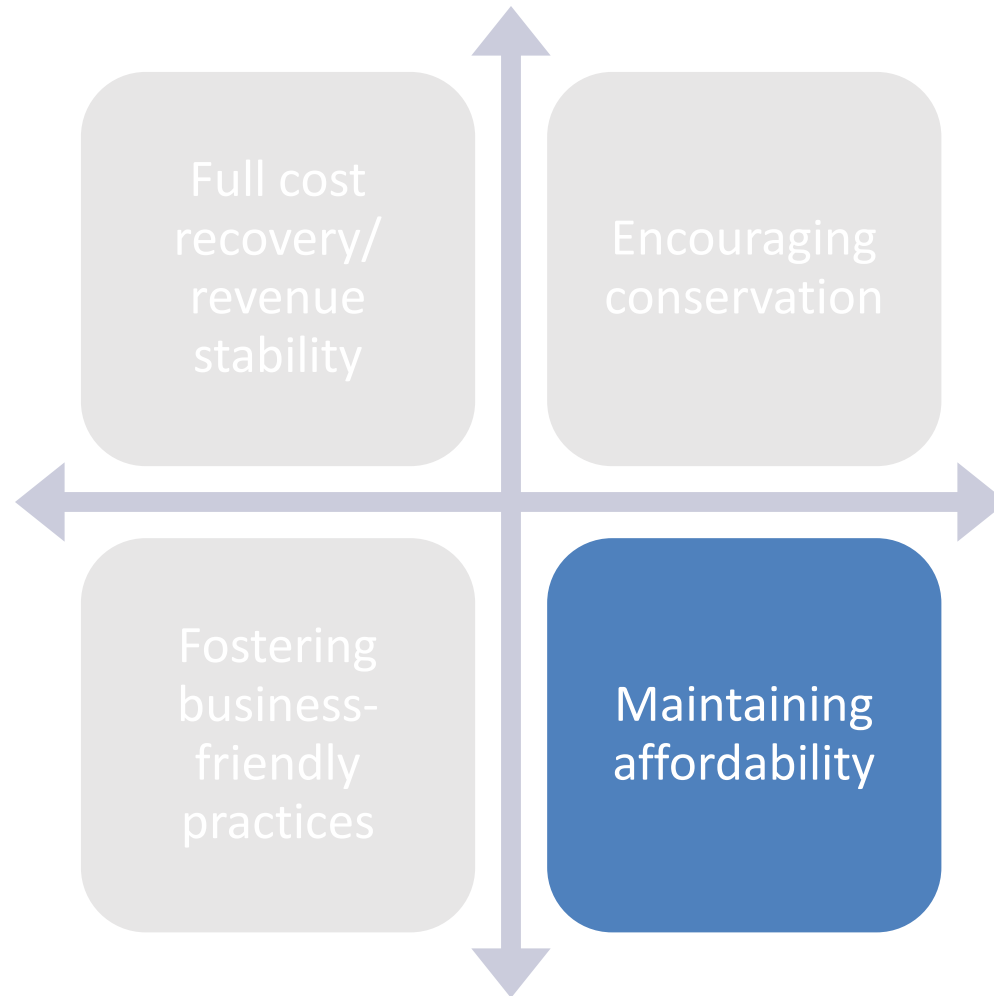 Full cost
recovery/
revenue
stability
Encouraging
conservation
Fostering
business-
friendly
practices
Maintaining
affordability